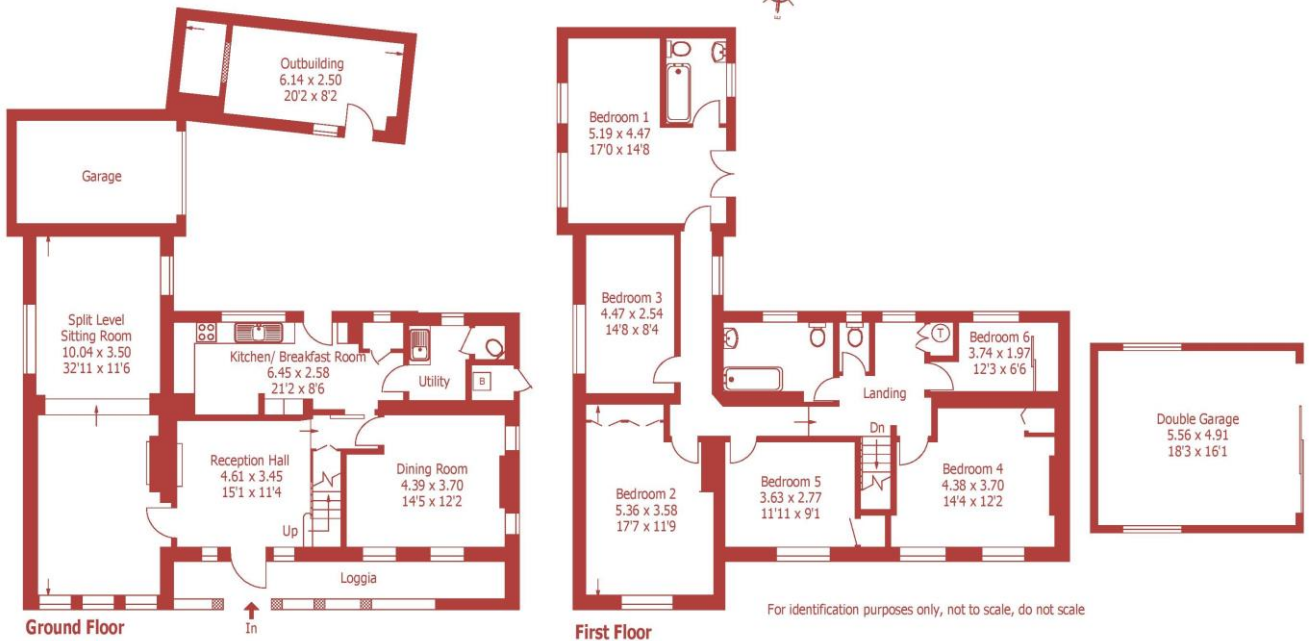 Outbuilding
6.14 x 2.50
20'2 x 8'2
Garage
Split Level
Sitting Room
10.04 x 3.50
32'11 x 11'6
Kitchen/ Breakfast Room
6.45 x 2.58
21'2 x 8'6
Utility
B
Reception Hall
4.61 x 3.45
15'1 x 11'4
Up
Dining Room
4.39 x 3.70
14'5 x 12'2
Loggia
In
Ground Floor
Bedroom 1
5.19 x 4.47
17'0 x 14'8
Bedroom 3
4.47 x 2.54
14'8 x 8'4
T
Bedroom 6
3.74 x 1.97
12'3 x 6'6
Landing
Dn
Bedroom 2
5.36 x 3.58
17'7 x 11'9
Bedroom 5
3.63 x 2.77
11'11 x 9'1
Bedroom 4
4.38 x 3.70
14'4 x 12'2
Double Garage
5.56 x 4.91
18'3 x 16'1
For identification purposes only, not to scale, do not scale
First Floor